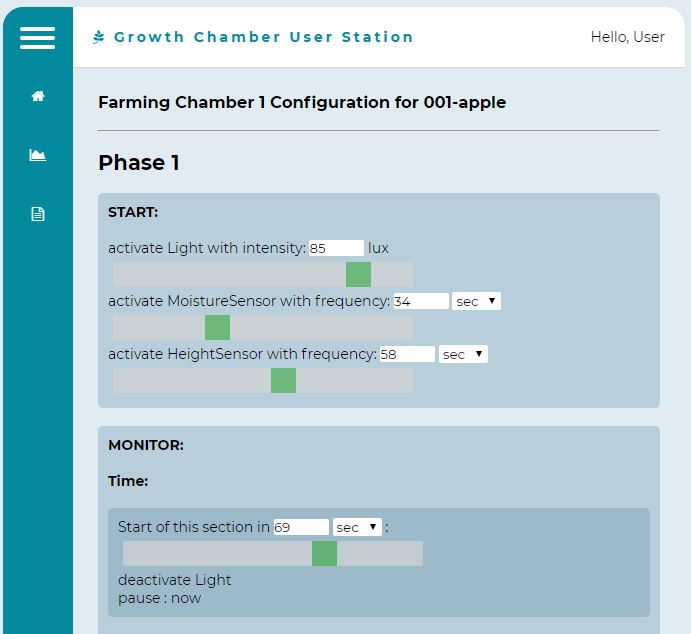 Growth Chamber User Station
Hello, User
Farming Chamber 1 Configuration for 001-apple
Phase 1
START:
activate Light with intensity: 85 lux
activate MoistureSensor with frequency: 34 sec
activate HeightSensor with frequency: 58 sec
MONITOR:
Time:
Start of this section in 69 sec :
deactivate Light
pause : now